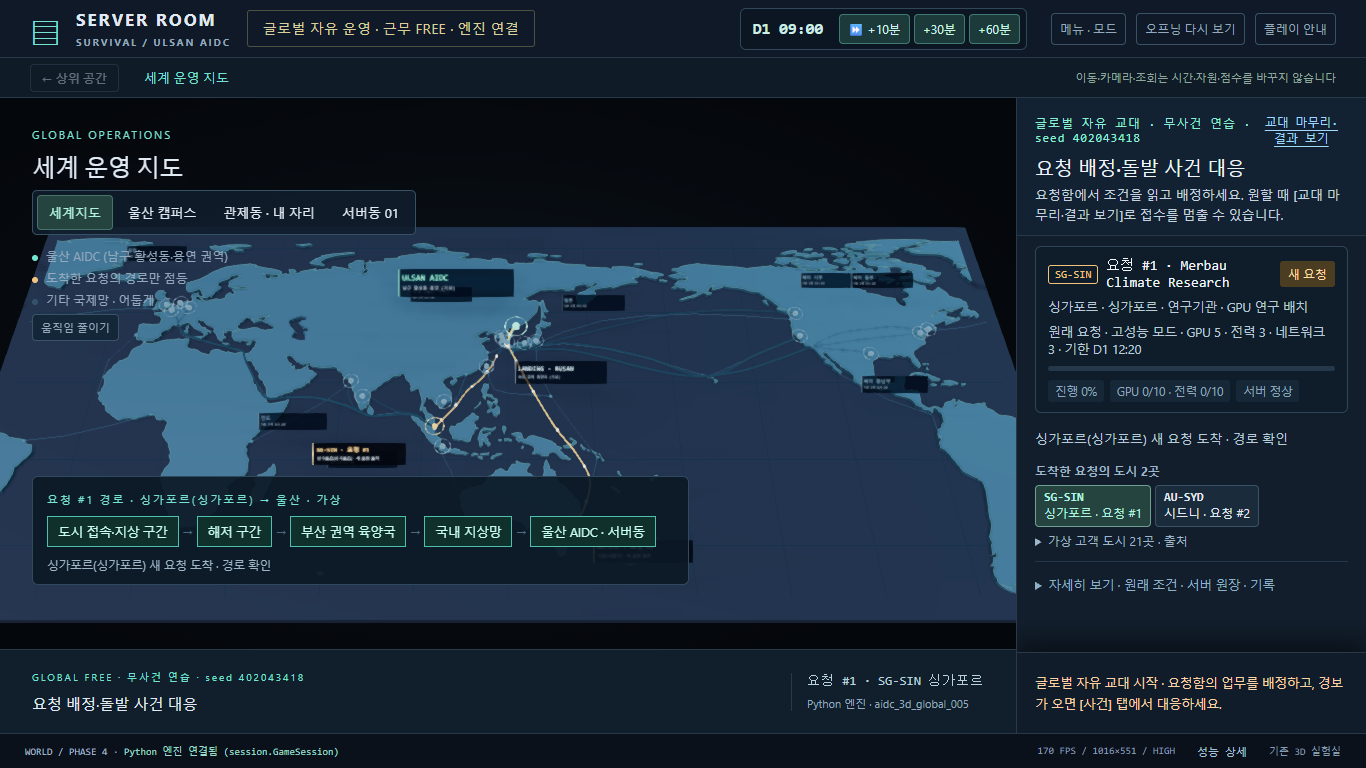 SERVER ROOM
SURVIVAL / ULSAN AIDC
글로벌 자유 운영 · 근무 FREE · 엔진 연결
D1 09:00
⏩ +10분
+30분
+60분
메뉴 · 모드
오프닝 다시 보기
플레이 안내
← 상위 공간
세계 운영 지도
이동·카메라·조회는 시간·자원·점수를 바꾸지 않습니다
GLOBAL OPERATIONS
세계 운영 지도
세계지도
울산 캠퍼스
관제동 · 내 자리
서버동 01
울산 AIDC (남구 황성동·용연 권역)
도착한 요청의 경로만 점등
기타 국제망 · 어둡게
움직임 줄이기
ULSAN AIDC
LANDING · BUSAN
SG-SIN · 요청 #1
요청 #1 경로 · 싱가포르(싱가포르) → 울산 · 가상
도시 접속·지상 구간 → 해저 구간 → 부산 권역 육양국 → 국내 지상망 → 울산 AIDC · 서버동
싱가포르(싱가포르) 새 요청 도착 · 경로 확인
글로벌 자유 교대 · 무사건 연습 ·
seed 402043418
교대 마무리·
결과 보기
요청 배정·돌발 사건 대응
요청함에서 조건을 읽고 배정하세요. 원할 때 [교대 마
무리·결과 보기]로 접수를 멈출 수 있습니다.
SG-SIN
요청 #1 · Merbau
Climate Research
새 요청
싱가포르 · 싱가포르 · 연구기관 · GPU 연구 배치
원래 요청 · 고성능 모드 · GPU 5 · 전력 3 · 네트워크
3 · 기한 D1 12:20
진행 0%
GPU 0/10 · 전력 0/10
서버 정상
싱가포르(싱가포르) 새 요청 도착 · 경로 확인
도착한 요청의 도시 2곳
SG-SIN
싱가포르 · 요청 #1
AU-SYD
시드니 · 요청 #2
▶ 가상 고객 도시 21곳 · 출처
▶ 자세히 보기 · 원래 조건 · 서버 원장 · 기록
GLOBAL FREE · 무사건 연습 · seed 402043418
요청 배정·돌발 사건 대응
요청 #1 · SG-SIN 싱가포르
Python 엔진 · aidc_3d_global_005
글로벌 자유 교대 시작 · 요청함의 업무를 배정하고, 경보
가 오면 [사건] 탭에서 대응하세요.
WORLD / PHASE 4 · Python 엔진 연결됨 (session.GameSession)
170 FPS / 1016×551 / HIGH
성능 상세
기존 3D 실험실